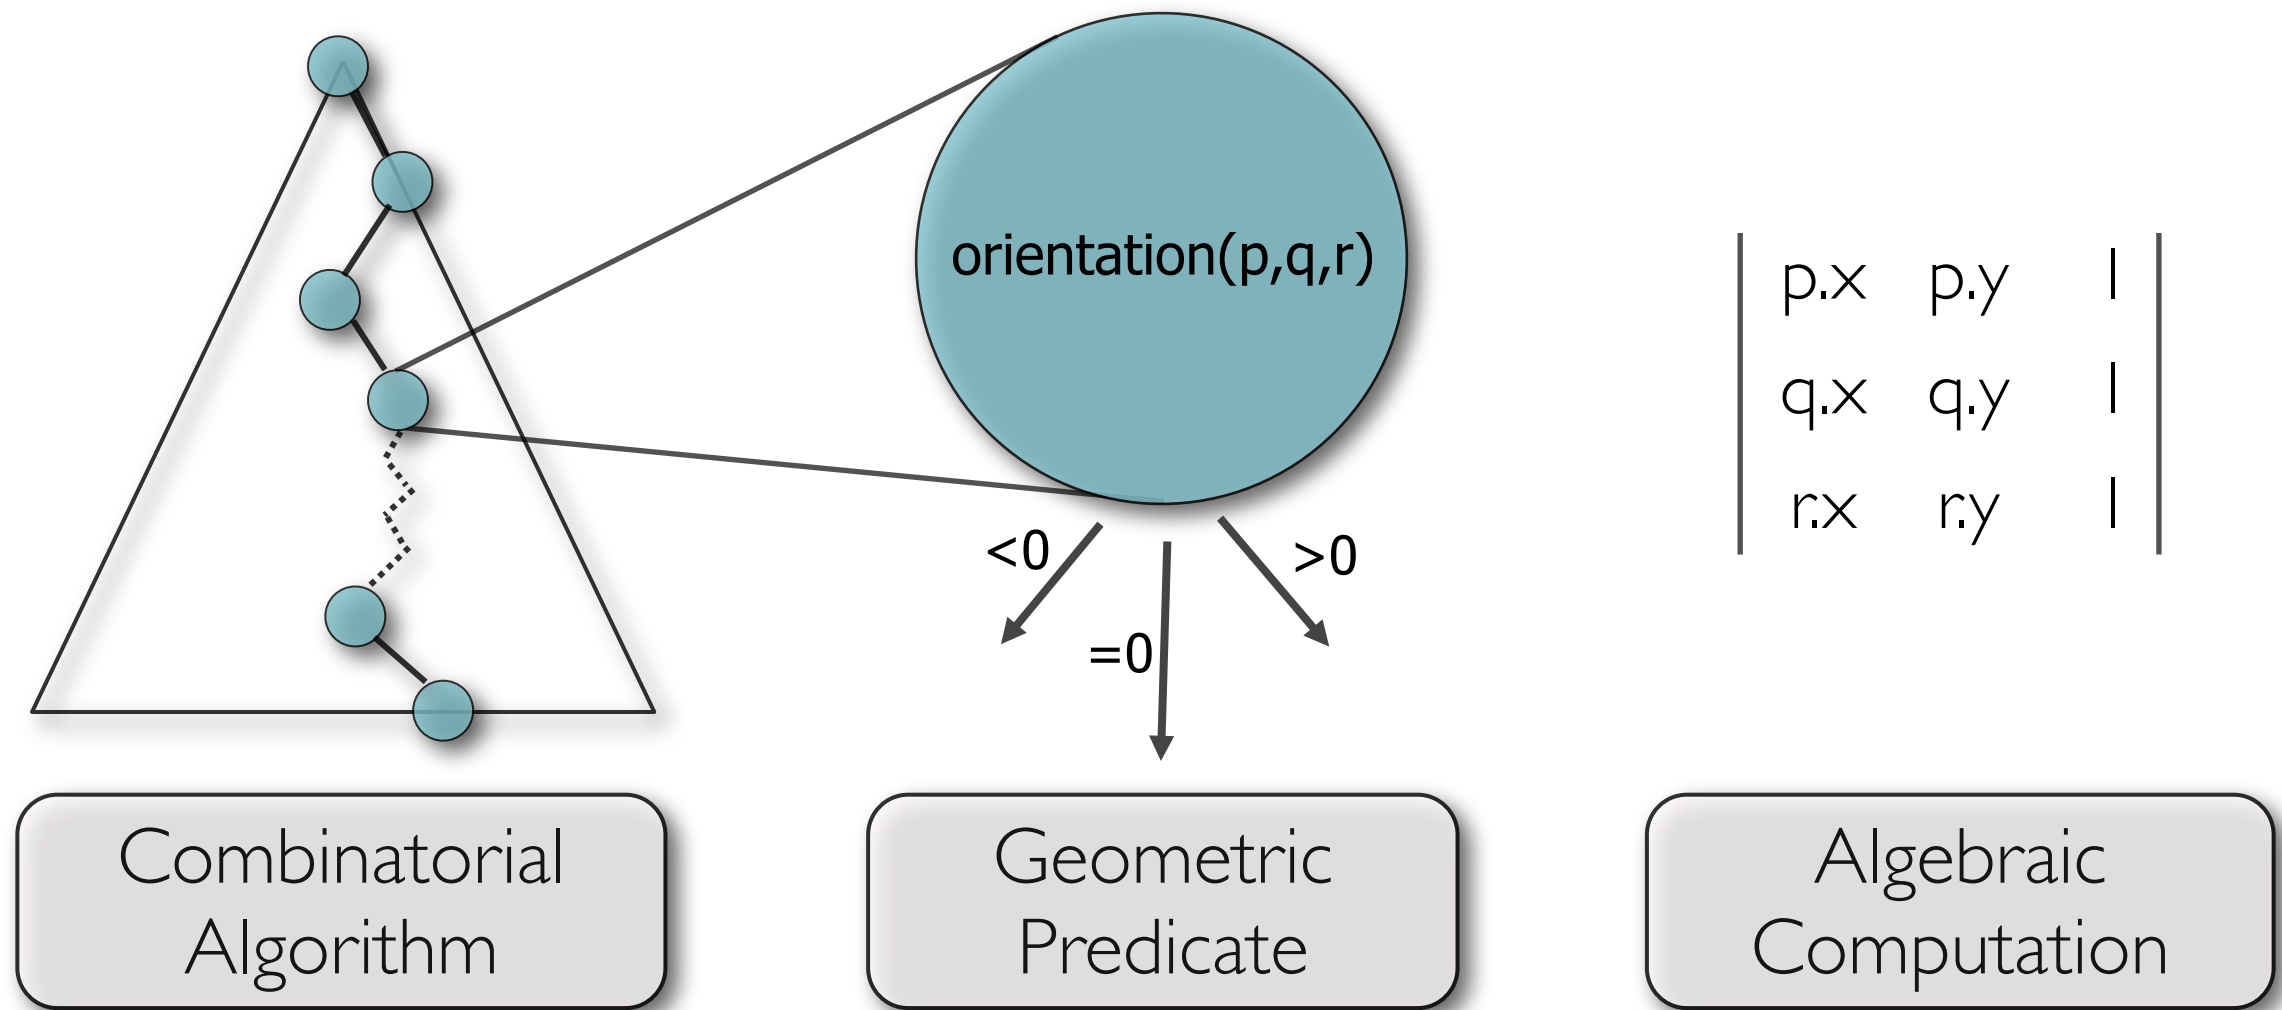 orientation(p,q,r)
<0
=0
>0
p.x p.y 1
q.x q.y 1
r.x r.y 1
Combinatorial
Algorithm
Geometric
Predicate
Algebraic
Computation